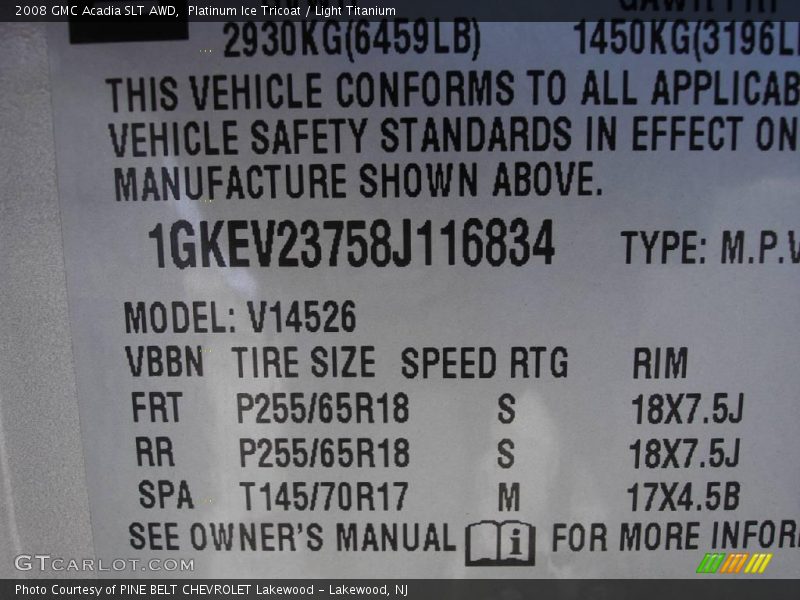 2008 GMC Acadia SLT AWD, Platinum Ice Tricoat / Light Titanium
2930KG(6459LB) 1450KG(3196L
THIS VEHICLE CONFORMS TO ALL APPLICAB
VEHICLE SAFETY STANDARDS IN EFFECT ON
MANUFACTURE SHOWN ABOVE.
1GKEV23758J116834 TYPE: M.P.V
MODEL: V14526
VBBN TIRE SIZE SPEED RTG RIM
FRT P255/65R18 S 18X7.5J
RR P255/65R18 S 18X7.5J
SPA T145/70R17 M 17X4.5B
SEE OWNER'S MANUAL i FOR MORE INFOR
GTCARLOT.COM
Photo Courtesy of PINE BELT CHEVROLET Lakewood - Lakewood, NJ